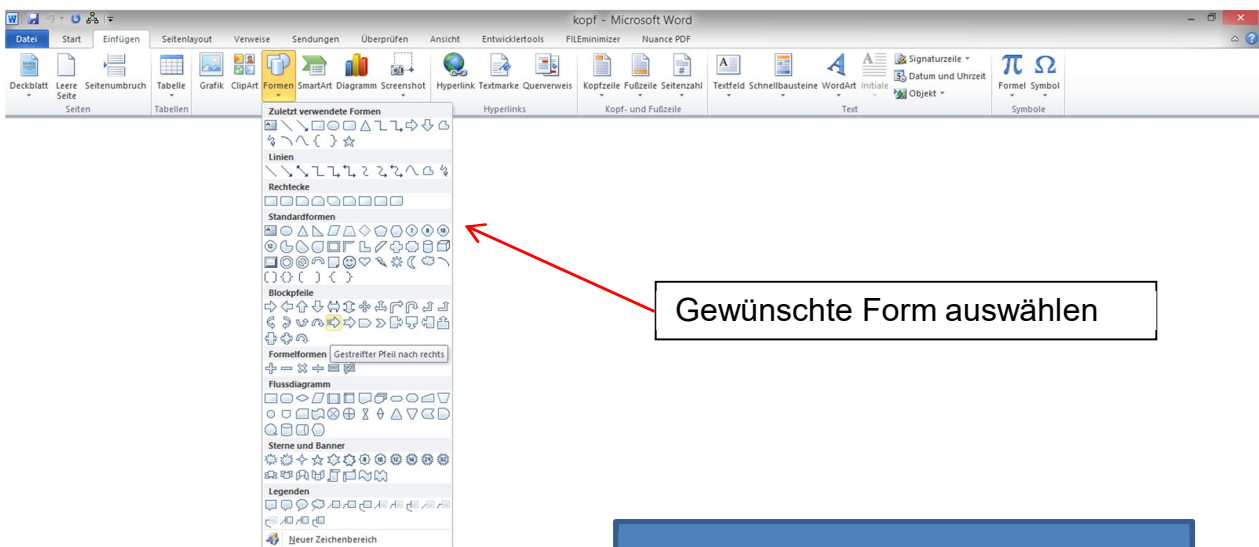 kopf - Microsoft Word
Datei Start Einfügen Seitenlayout Verweise Sendungen Überprüfen Ansicht Entwicklertools FILEminimizer Nuance PDF
Deckblatt Leere Seite Seitenumbruch Tabelle Grafik ClipArt Formen SmartArt Diagramm Screenshot Hyperlink Textmarke Querverweis Kopfzeile Fußzeile Seitenzahl Textfeld Schnellbausteine WordArt Initiale Signaturzeile Datum und Uhrzeit Objekt Formel Symbol
Seiten Tabellen Hyperlinks Kopf- und Fußzeile Text Symbole
Zuletzt verwendete Formen
Linien
Rechtecke
Standardformen
Gewünschte Form auswählen
Blockpfeile
Formelformen Gestreifter Pfeil nach rechts
Flussdiagramm
Sterne und Banner
Legenden
Neuer Zeichenbereich